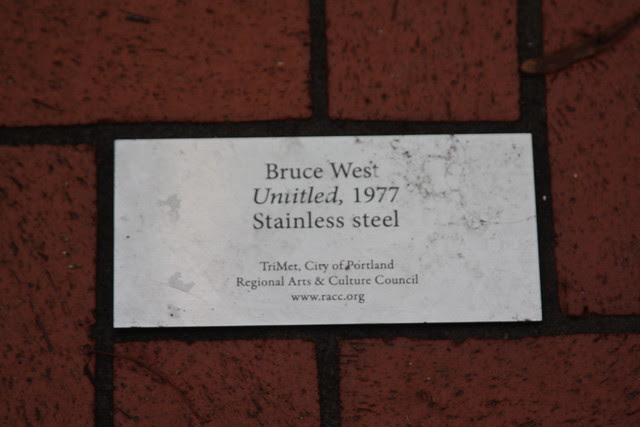 Bruce West
Untitled, 1977
Stainless steel
TriMet, City of Portland
Regional Arts & Culture Council
www.racc.org